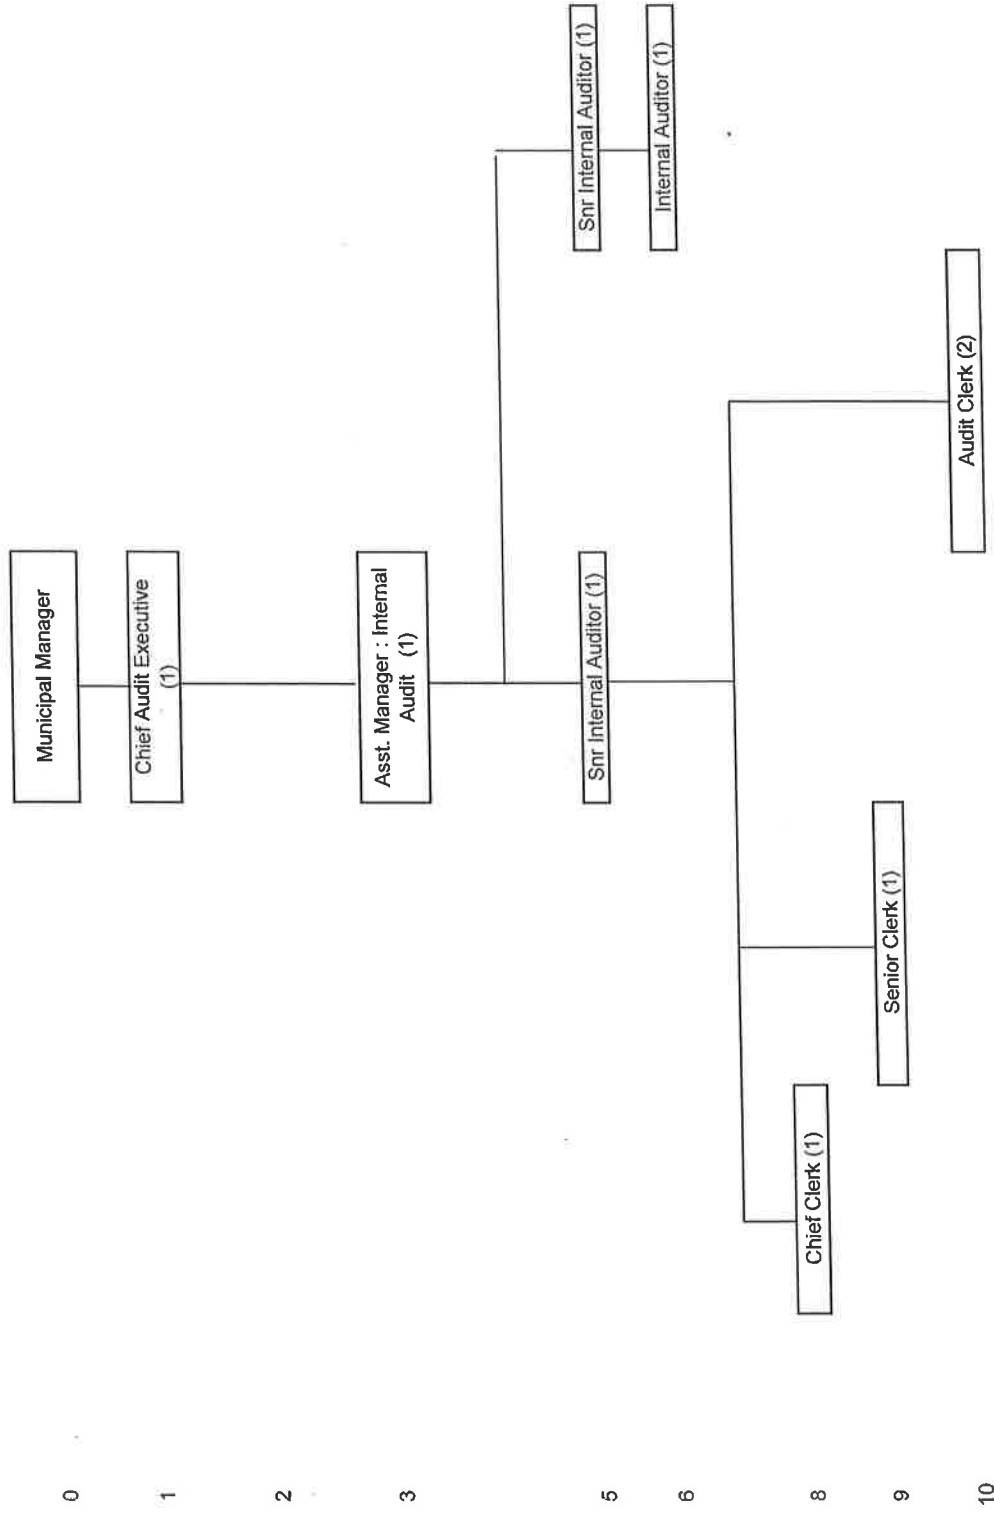 0
Municipal Manager
1
Chief Audit Executive
(1)
2
3
Asst. Manager : Internal
Audit (1)
5
Snr Internal Auditor (1)
Snr Internal Auditor (1)
6
Internal Auditor (1)
8
Chief Clerk (1)
9
Senior Clerk (1)
10
Audit Clerk (2)